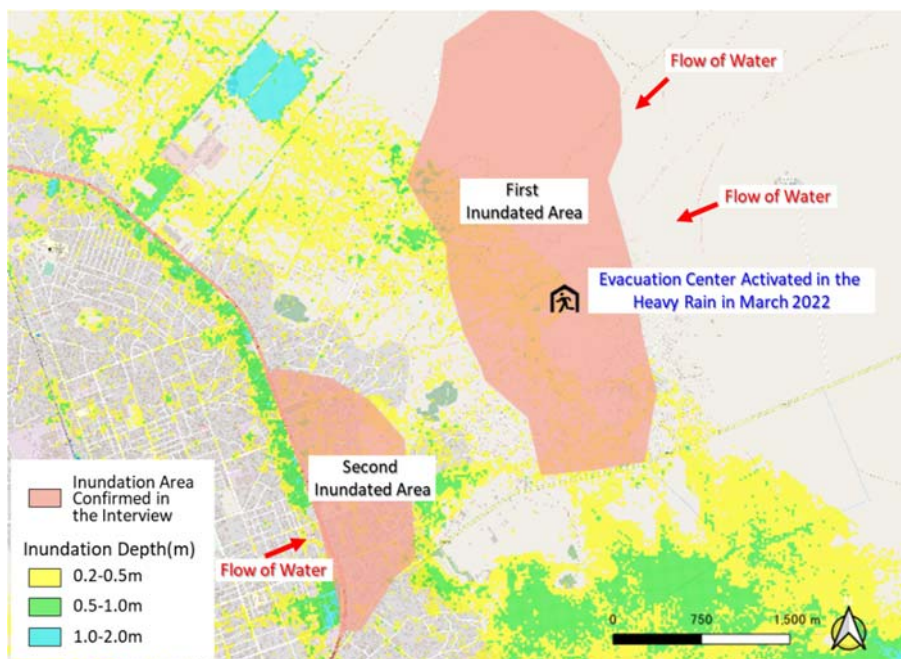 Flow of Water
First
Inundated Area
Flow of Water
Evacuation Center Activated in the
Heavy Rain in March 2022
Second
Inundated Area
Flow of Water
Inundation Area
Confirmed in
the Interview
Inundation Depth(m)
0.2-0.5m
0.5-1.0m
1.0-2.0m
0 750 1.500 m